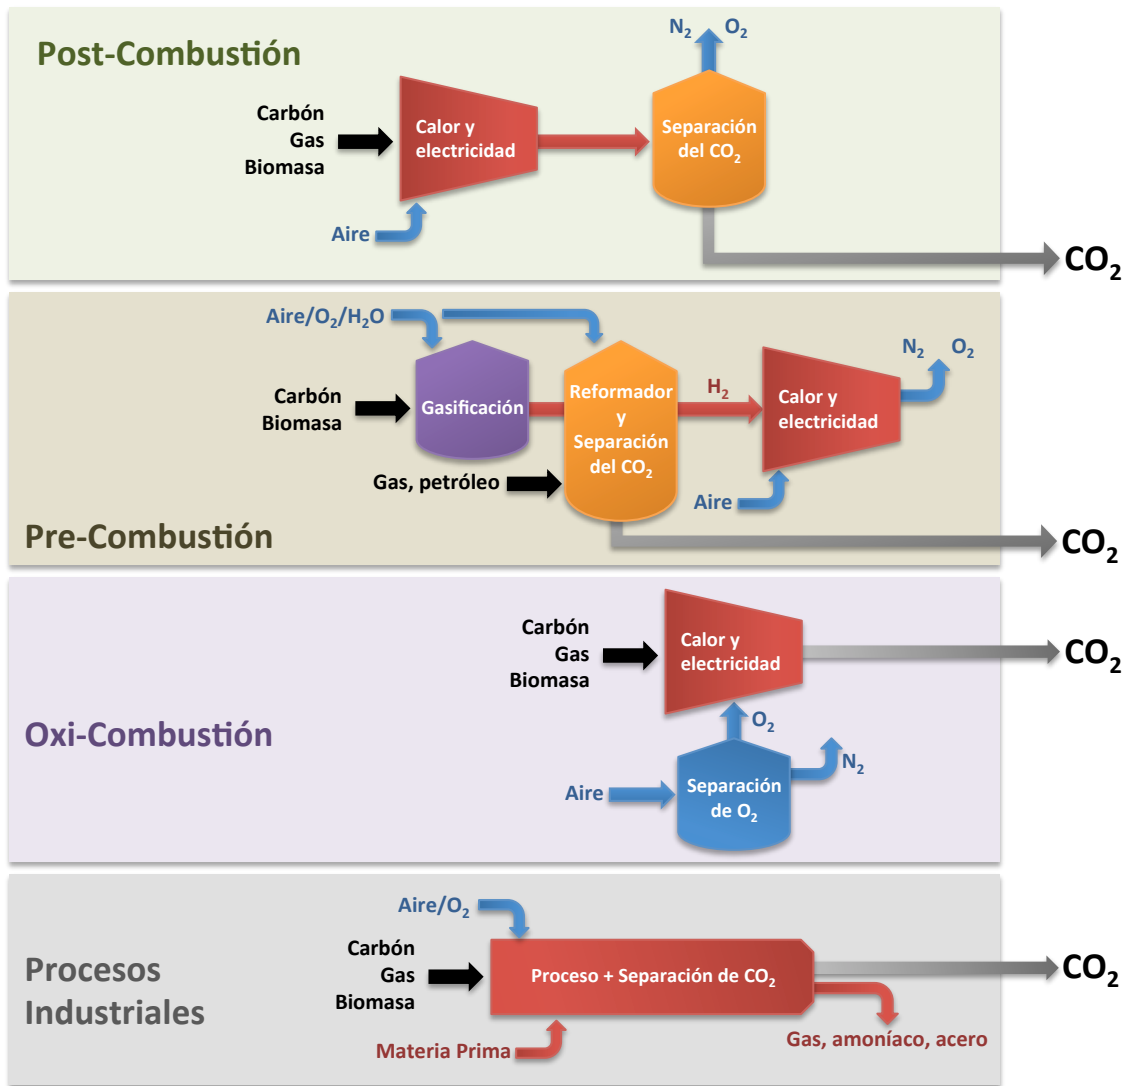 Post-Combustión
N₂ O₂
Carbón
Gas
Biomasa
Calor y
electricidad
Separación
del CO₂
Aire
CO₂
Aire/O₂/H₂O
Carbón
Biomasa
Gasificación
Reformador
y
Separación
del CO₂
H₂
Calor y
electricidad
N₂ O₂
Gas, petróleo
Aire
Pre-Combustión
CO₂
Carbón
Gas
Biomasa
Calor y
electricidad
CO₂
Oxi-Combustión
O₂
N₂
Aire
Separación
de O₂
Aire/O₂
Procesos
Industriales
Carbón
Gas
Biomasa
Proceso + Separación de CO₂
CO₂
Materia Prima
Gas, amoníaco, acero